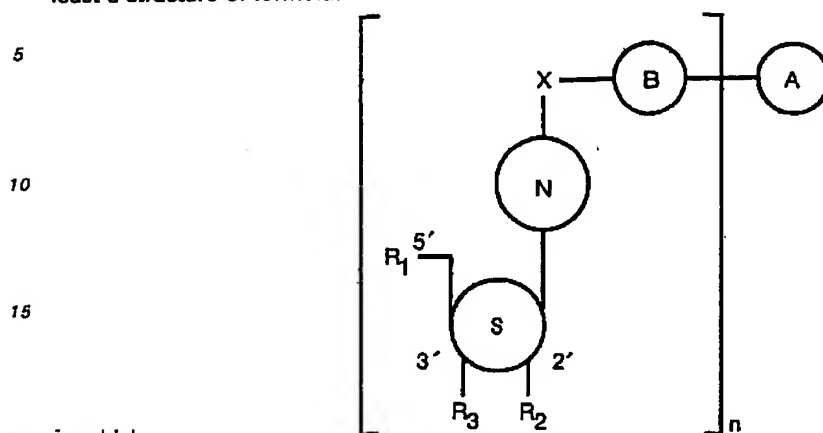 least a structure of formula
5
X B A
10
N
R₁ 5′
15
S
3′ 2′
R₃ R₂
n